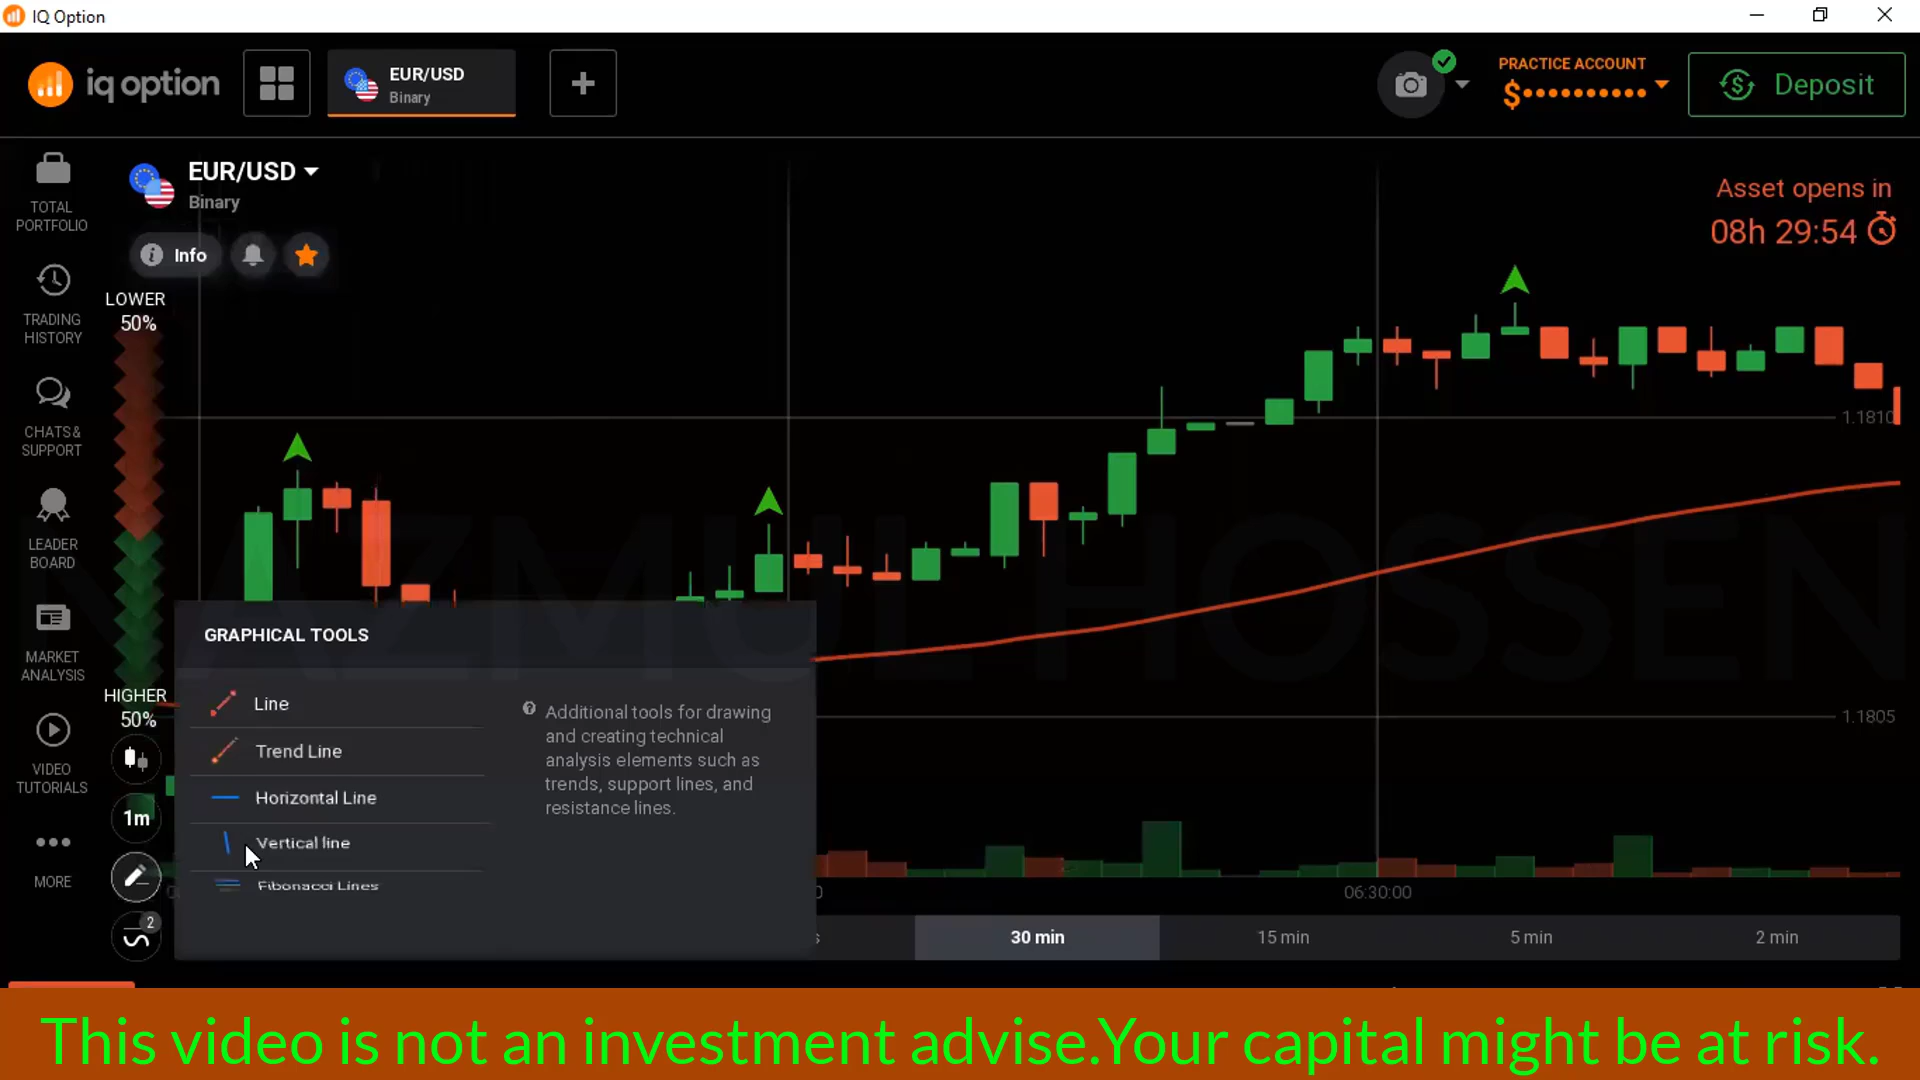 IQ Option
iq option
EUR/USD
Binary
PRACTICE ACCOUNT
$••••••••••
Deposit
TOTAL
PORTFOLIO
TRADING
HISTORY
CHATS &
SUPPORT
LEADER
BOARD
MARKET
ANALYSIS
VIDEO
TUTORIALS
MORE
EUR/USD
Binary
Info
Asset opens in
08h 29:54
LOWER
50%
HIGHER
50%
1m
2
NAZMUL HOSSEN
1.1810
1.1805
GRAPHICAL TOOLS
Line
Trend Line
Horizontal Line
Vertical line
Fibonacci Lines
Additional tools for drawing
and creating technical
analysis elements such as
trends, support lines, and
resistance lines.
06:30:00
30 min
15 min
5 min
2 min
This video is not an investment advise.Your capital might be at risk.